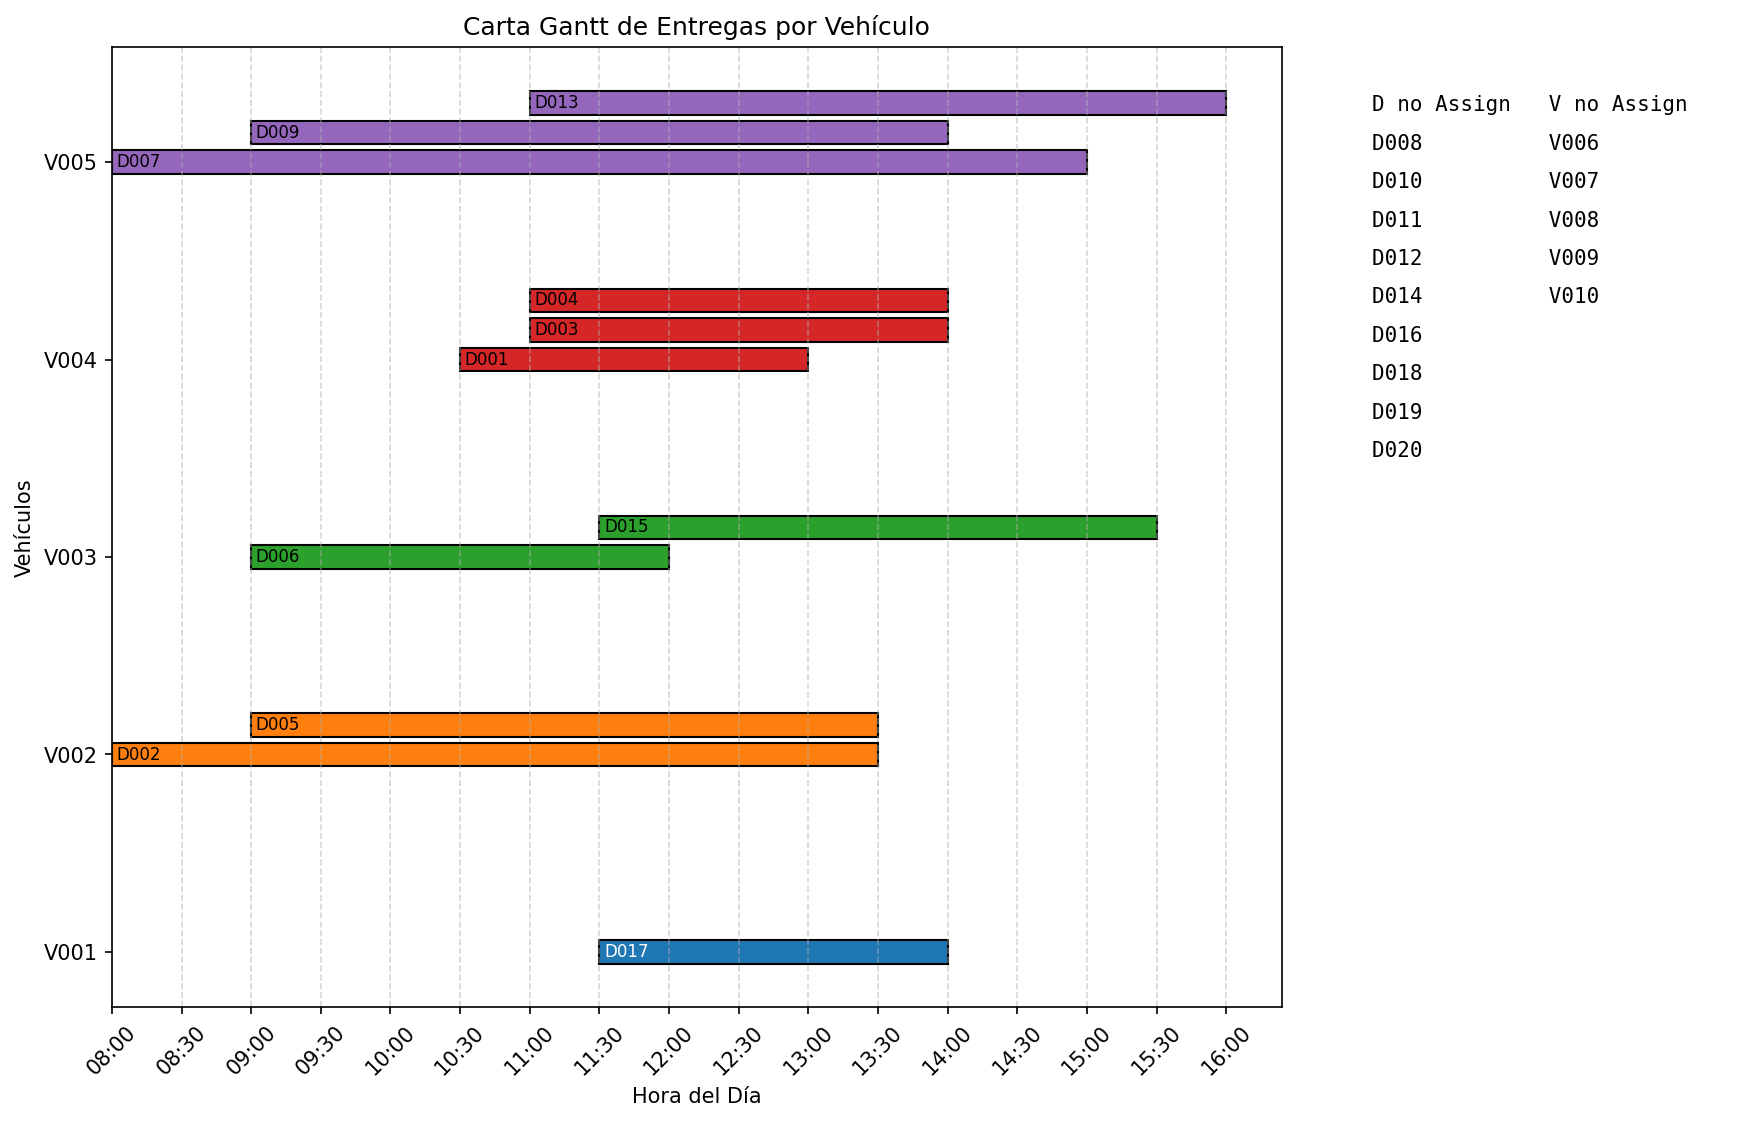 Carta Gantt de Entregas por Vehículo
D013
D009
V005
D007
D004
D003
V004
D001
D015
V003
D006
D005
V002
D002
V001
D017
Vehículos
08:00 08:30 09:00 09:30 10:00 10:30 11:00 11:30 12:00 12:30 13:00 13:30 14:00 14:30 15:00 15:30 16:00
Hora del Día
D no Assign V no Assign
D008 V006
D010 V007
D011 V008
D012 V009
D014 V010
D016
D018
D019
D020